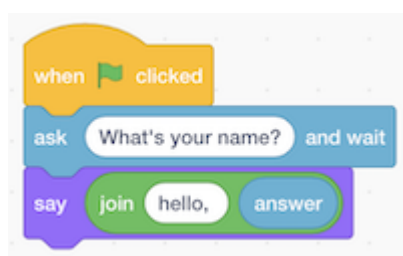 when clicked
ask What's your name? and wait
say join hello, answer